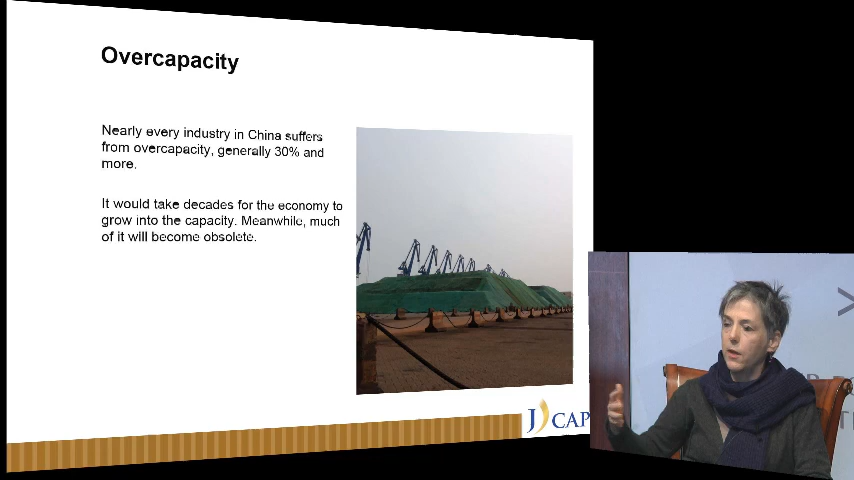 Overcapacity
Nearly every industry in China suffers
from overcapacity, generally 30% and
more.
It would take decades for the economy to
grow into the capacity. Meanwhile, much
of it will become obsolete.
J CAP